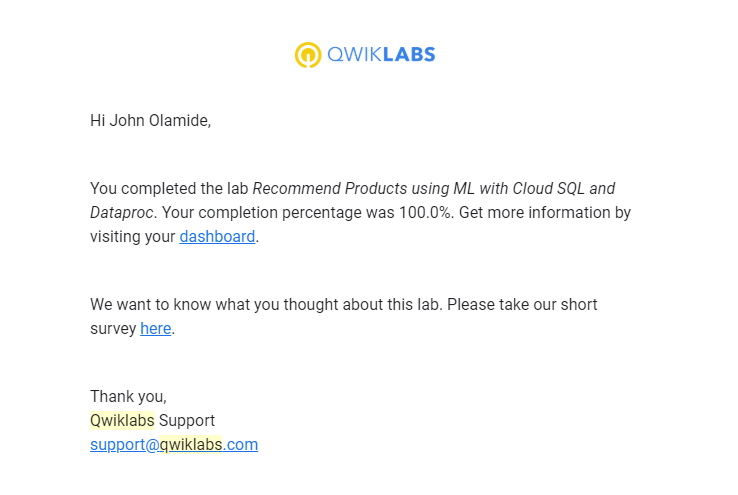 QWIKLABS
Hi John Olamide,
You completed the lab Recommend Products using ML with Cloud SQL and
Dataproc. Your completion percentage was 100.0%. Get more information by
visiting your dashboard.
We want to know what you thought about this lab. Please take our short
survey here.
Thank you,
Qwiklabs Support
support@qwiklabs.com